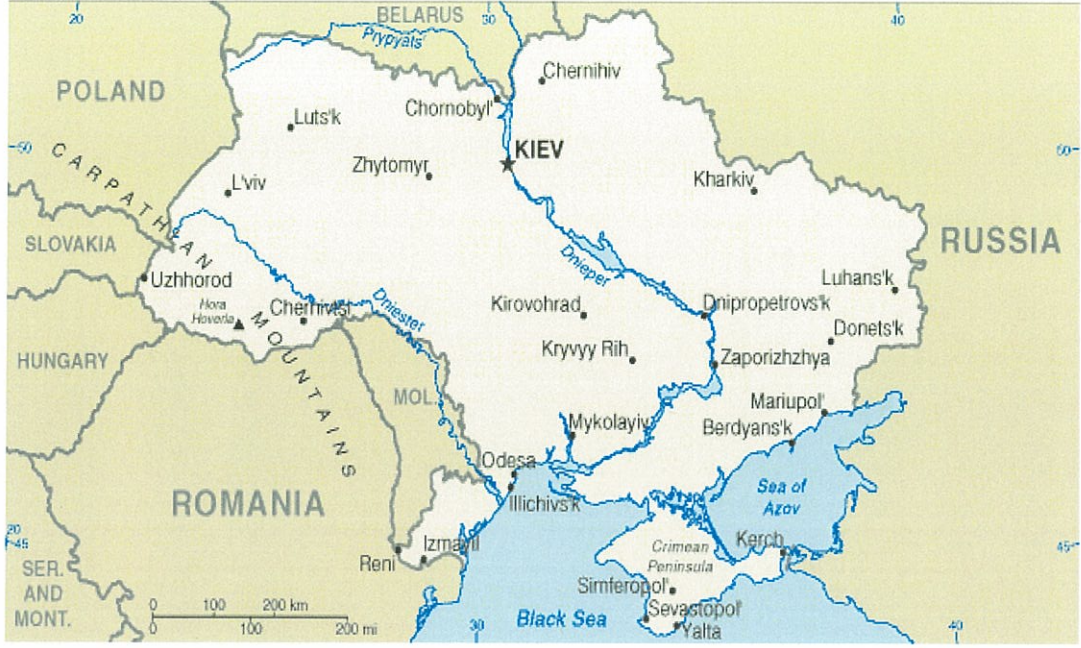 20
BELARUS
30
40
Prypyats'
Chernihiv
POLAND
Chornobyl'
Luts'k
50
KIEV
50
CARPATHIAN MOUNTAINS
Zhytomyr
L'viv
Kharkiv
SLOVAKIA
RUSSIA
Uzhhorod
Dnieper
Luhans'k
Hora
Hoverla
Chernivtsi
Dniester
Kirovohrad
Dnipropetrovs'k
Donets'k
HUNGARY
Kryvyy Rih
Zaporizhzhya
MOL.
Mariupol'
Mykolayiv
Berdyans'k
Odesa
Sea of
Azov
ROMANIA
Illichivs'k
20
45
Izmayil
Reni
Kerch
45
Crimean
Peninsula
SER.
AND
MONT.
Simferopol'
0 100 200 km
0 100 200 mi
Black Sea
Sevastopol'
Yalta
30
40